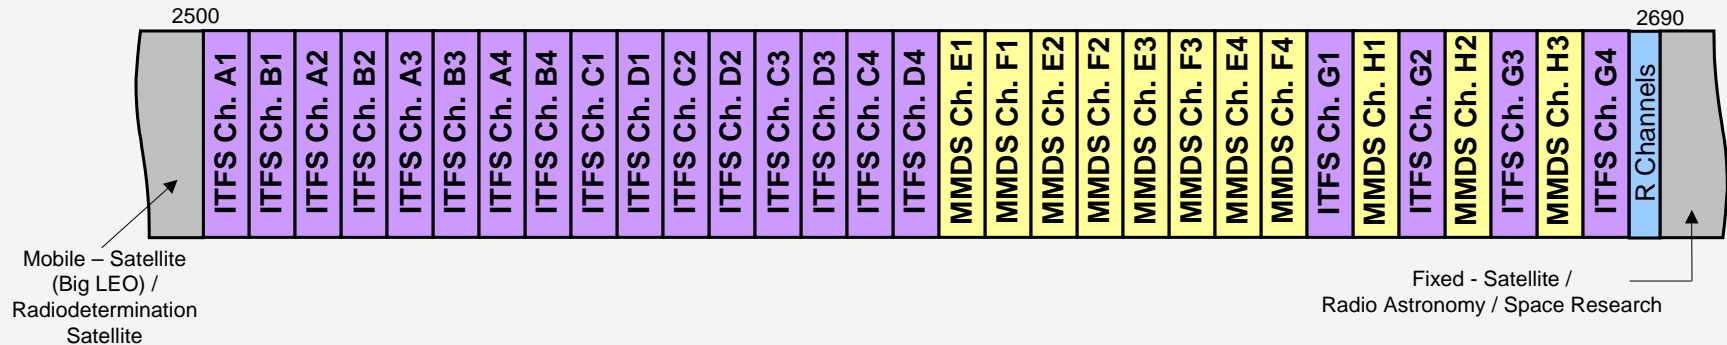 2500
2690
ITFS Ch. A1
ITFS Ch. B1
ITFS Ch. A2
ITFS Ch. B2
ITFS Ch. A3
ITFS Ch. B3
ITFS Ch. A4
ITFS Ch. B4
ITFS Ch. C1
ITFS Ch. D1
ITFS Ch. C2
ITFS Ch. D2
ITFS Ch. C3
ITFS Ch. D3
ITFS Ch. C4
ITFS Ch. D4
MMDS Ch. E1
MMDS Ch. F1
MMDS Ch. E2
MMDS Ch. F2
MMDS Ch. E3
MMDS Ch. F3
MMDS Ch. E4
MMDS Ch. F4
ITFS Ch. G1
MMDS Ch. H1
ITFS Ch. G2
MMDS Ch. H2
ITFS Ch. G3
MMDS Ch. H3
ITFS Ch. G4
R Channels
Mobile – Satellite
(Big LEO) /
Radiodetermination
Satellite
Fixed - Satellite /
Radio Astronomy / Space Research